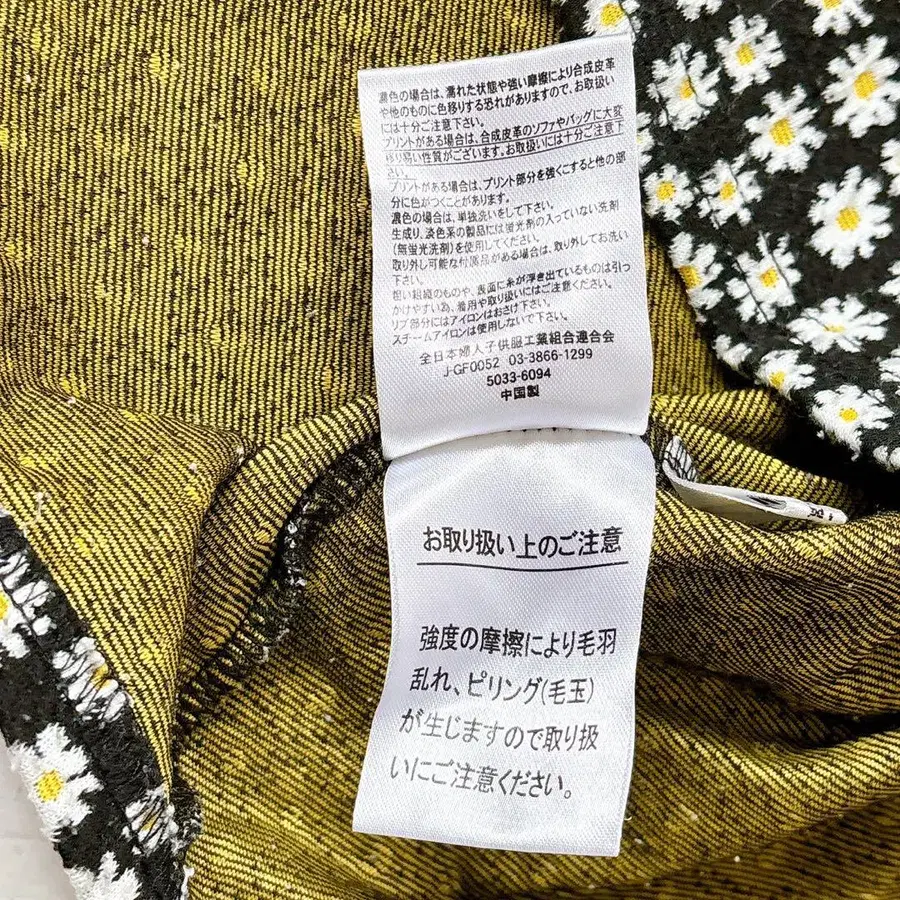 濃色の場合は、濡れた状態や強い摩擦により合成皮革
や他のものに色移りする恐れがありますので、お取扱い
には十分ご注意下さい。
プリントがある場合は、合成皮革のソファやバッグに大変
移り易い性質がございます。お取扱いには十分ご注意下
さい。
プリントがある場合は、プリント部分を強くこすると他の部
分に色がつくことがあります。
濃色の場合は、単独洗いをして下さい。
生成り、淡色系の製品には蛍光剤の入っていない洗剤
(無蛍光洗剤)を使用してください。
取り外し可能な付属品がある場合は、取り外してお洗い
下さい。
粗い組織のものや、表面に糸が浮き出ているものは引っ
かけやすい為、着用や取り扱いにはご注意ください。
リブ部分にはアイロンはおさけ下さい。
スチームアイロンは使用しないで下さい。
全日本婦人子供服工業組合連合会
J-GF0052 03-3866-1299
5033-6094
中国製
お取り扱い上のご注意
強度の摩擦により毛羽
乱れ、ピリング(毛玉)
が生じますので取り扱
いにご注意ください。